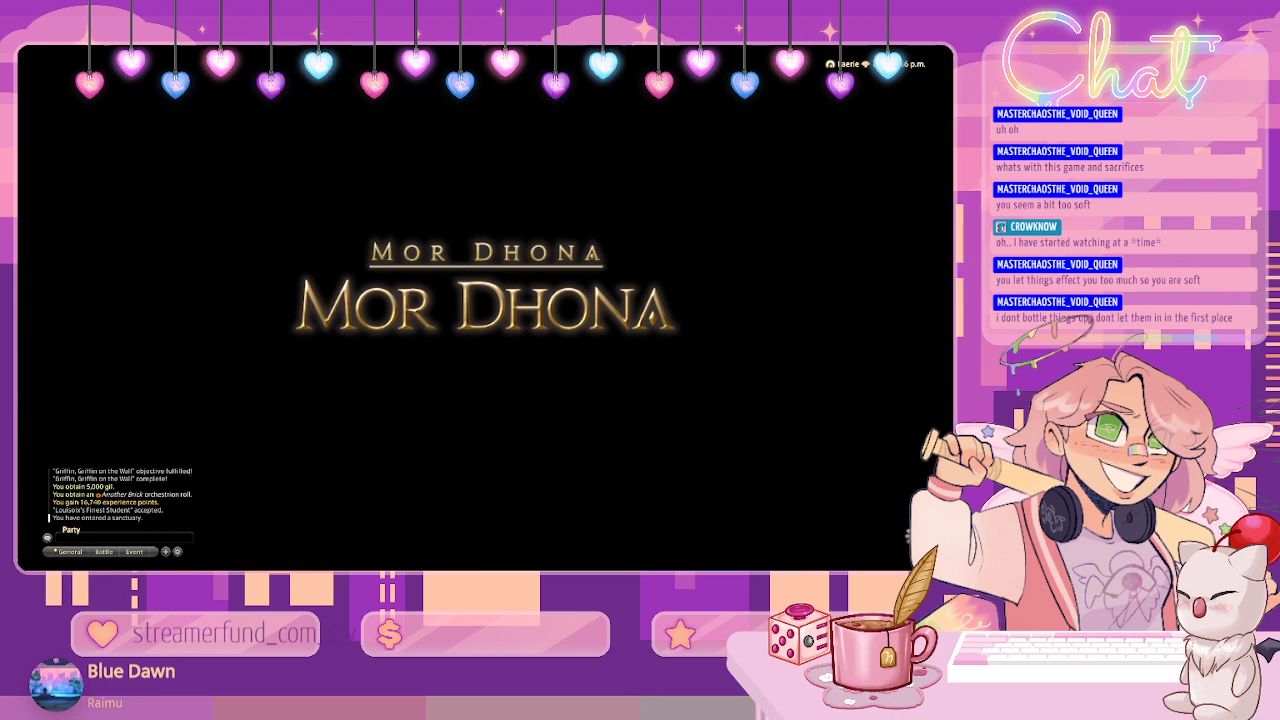 Chat
MASTERCHAOSTHE_VOID_QUEEN
uh oh
MASTERCHAOSTHE_VOID_QUEEN
whats with this game and sacrifices
MASTERCHAOSTHE_VOID_QUEEN
you seem a bit too soft
CROWKNOW
oh.. I have started watching at a *time*
MASTERCHAOSTHE_VOID_QUEEN
you let things effect you too much so you are soft
MASTERCHAOSTHE_VOID_QUEEN
i dont bottle things up i dont let them in in the first place
6 p.m.
MOR DHONA
MOR DHONA
"Griffin, Griffin on the Wall" objective fulfilled!
"Griffin, Griffin on the Wall" complete!
You obtain 5,000 gil.
You obtain an Another Brick orchestrion roll.
You gain 16,740 experience points.
"Louisoix's Finest Student" accepted.
You have entered a sanctuary.
Party
General Battle Event
streamerfund_com
Blue Dawn
Raimu